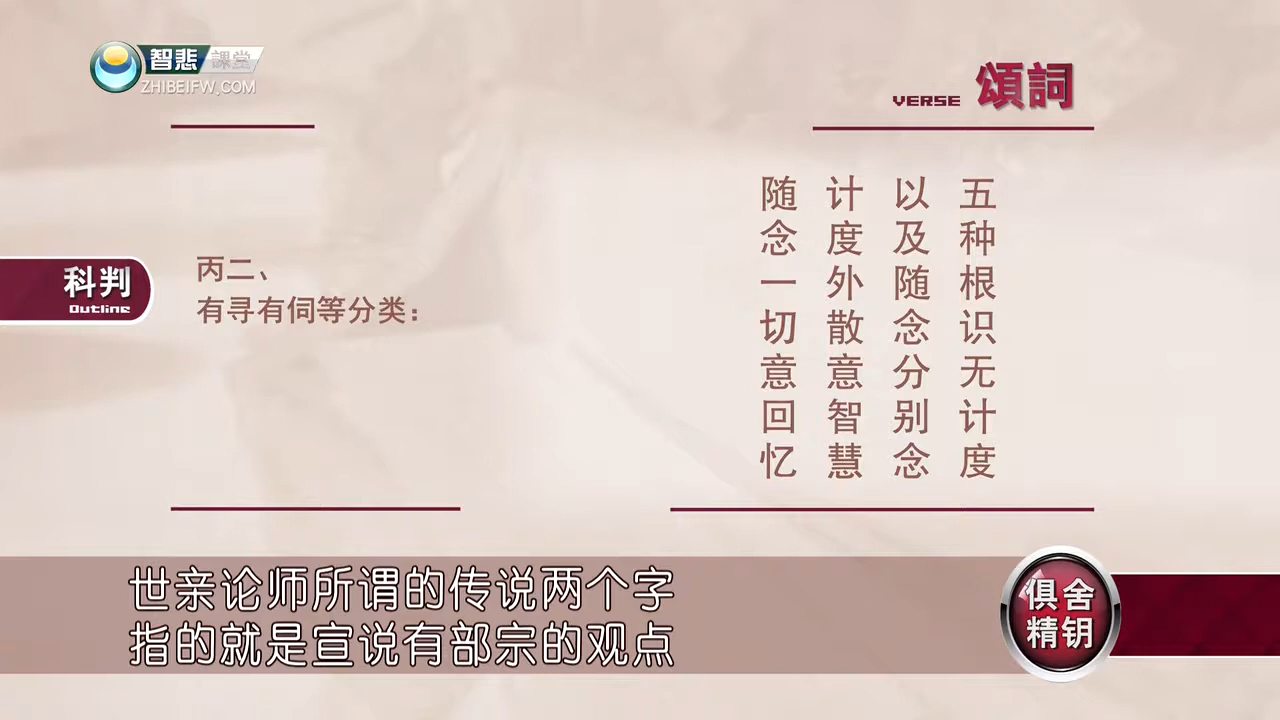 智悲課堂
ZHIBEIFW.COM
VERSE 頌詞
五种根识无计度
以及随念分别念
计度外散意智慧
随念一切意回忆
科判
Outline
丙二、
有寻有伺等分类：
世亲论师所谓的传说两个字
指的就是宣说有部宗的观点
俱舍
精钥